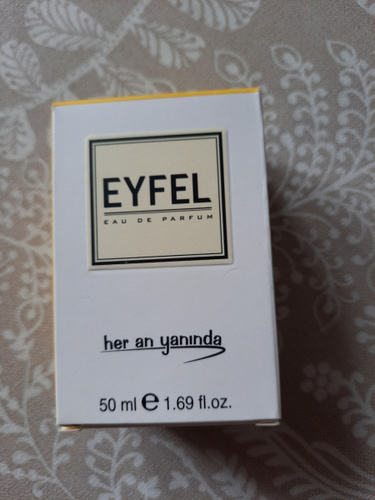 EYFEL
EAU DE PARFUM
her an yanında
50 ml e 1.69 fl.oz.